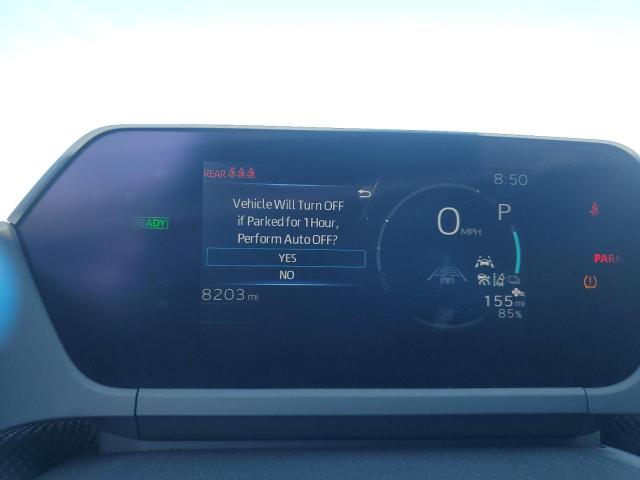 REAR
8:50
Vehicle Will Turn OFF
if Parked for 1 Hour,
Perform Auto OFF?
YES
NO
READY
0 MPH
P
PARK
8203 mi
155 mi
85%